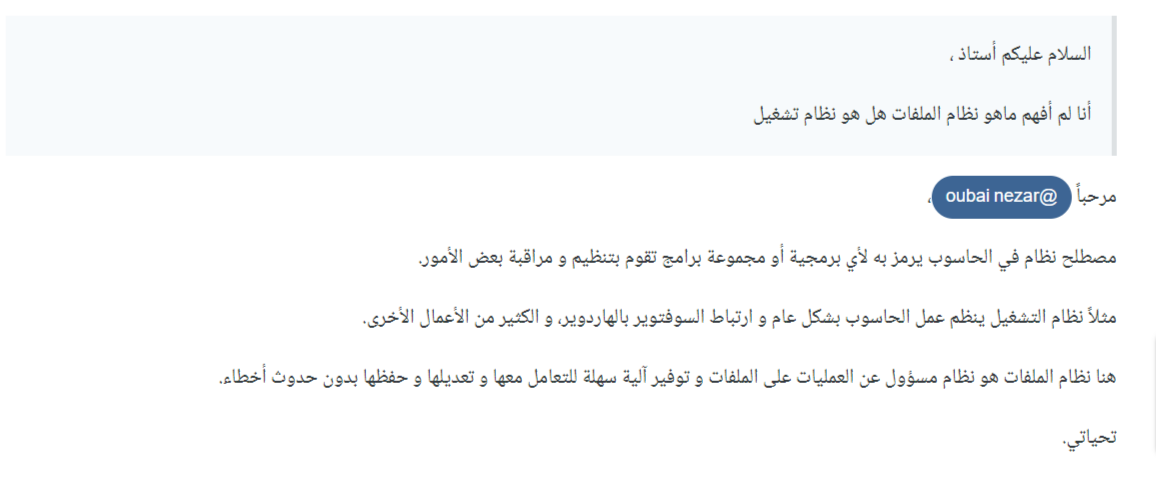 السلام عليكم أستاذ ،
أنا لم أفهم ماهو نظام الملفات هل هو نظام تشغيل
مرحباً @oubai nezar،
مصطلح نظام في الحاسوب يرمز به لأي برمجية أو مجموعة برامج تقوم بتنظيم و مراقبة بعض الأمور.
مثلاً نظام التشغيل ينظم عمل الحاسوب بشكل عام و ارتباط السوفتوير بالهاردوير، و الكثير من الأعمال الأخرى.
هنا نظام الملفات هو نظام مسؤول عن العمليات على الملفات و توفير آلية سهلة للتعامل معها و تعديلها و حفظها بدون حدوث أخطاء.
تحياتي.